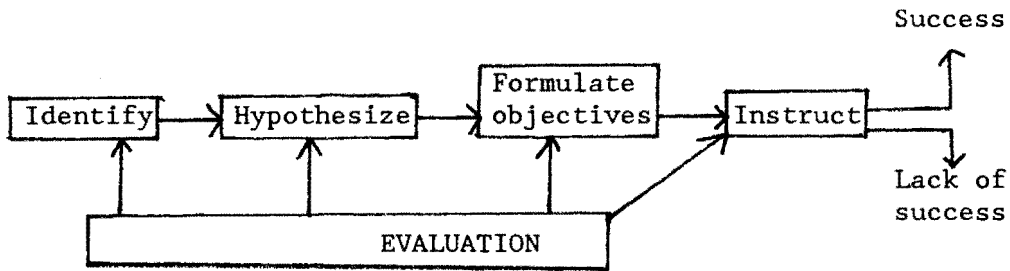 Success
Identify
Hypothesize
Formulate
objectives
Instruct
Lack of
success
EVALUATION